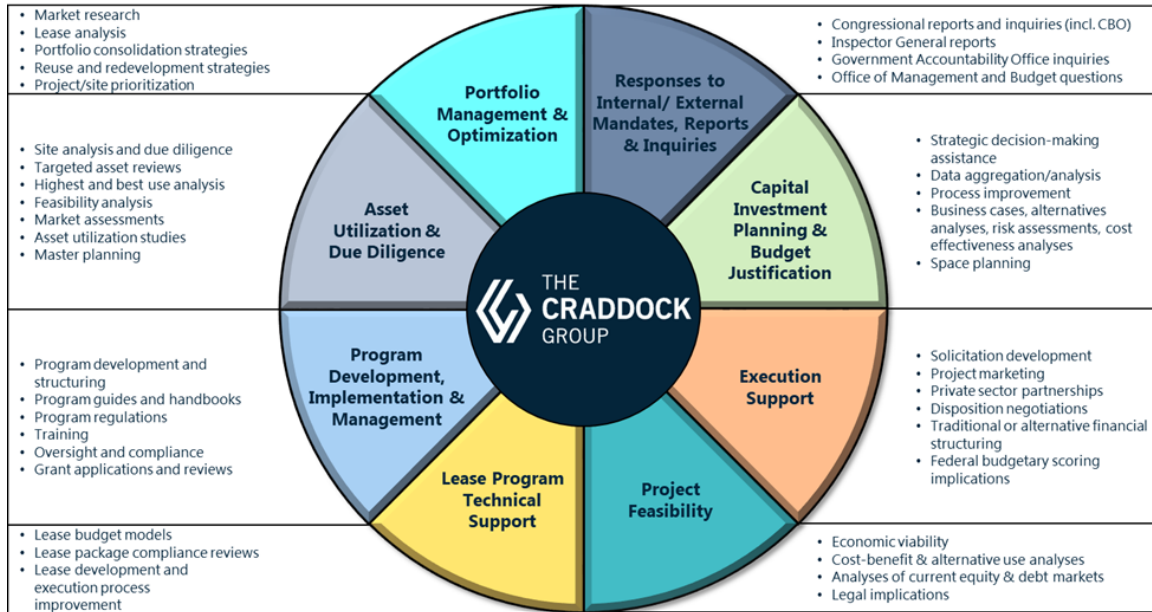 • Market research
• Lease analysis
• Portfolio consolidation strategies
• Reuse and redevelopment strategies
• Project/site prioritization
Portfolio
Management &
Optimization
Responses to
Internal/ External
Mandates, Reports
& Inquiries
• Congressional reports and inquiries (incl. CBO)
• Inspector General reports
• Government Accountability Office inquiries
• Office of Management and Budget questions
• Site analysis and due diligence
• Targeted asset reviews
• Highest and best use analysis
• Feasibility analysis
• Market assessments
• Asset utilization studies
• Master planning
Asset
Utilization &
Due Diligence
Capital
Investment
Planning &
Budget
Justification
• Strategic decision-making
assistance
• Data aggregation/analysis
• Process improvement
• Business cases, alternatives
analyses, risk assessments, cost
effectiveness analyses
• Space planning
THE
CRADDOCK
GROUP
• Program development and
structuring
• Program guides and handbooks
• Program regulations
• Training
• Oversight and compliance
• Grant applications and reviews
Program
Development,
Implementation &
Management
Execution
Support
• Solicitation development
• Project marketing
• Private sector partnerships
• Disposition negotiations
• Traditional or alternative financial
structuring
• Federal budgetary scoring
implications
Lease Program
Technical
Support
Project
Feasibility
• Lease budget models
• Lease package compliance reviews
• Lease development and
execution process
improvement
• Economic viability
• Cost-benefit & alternative use analyses
• Analyses of current equity & debt markets
• Legal implications